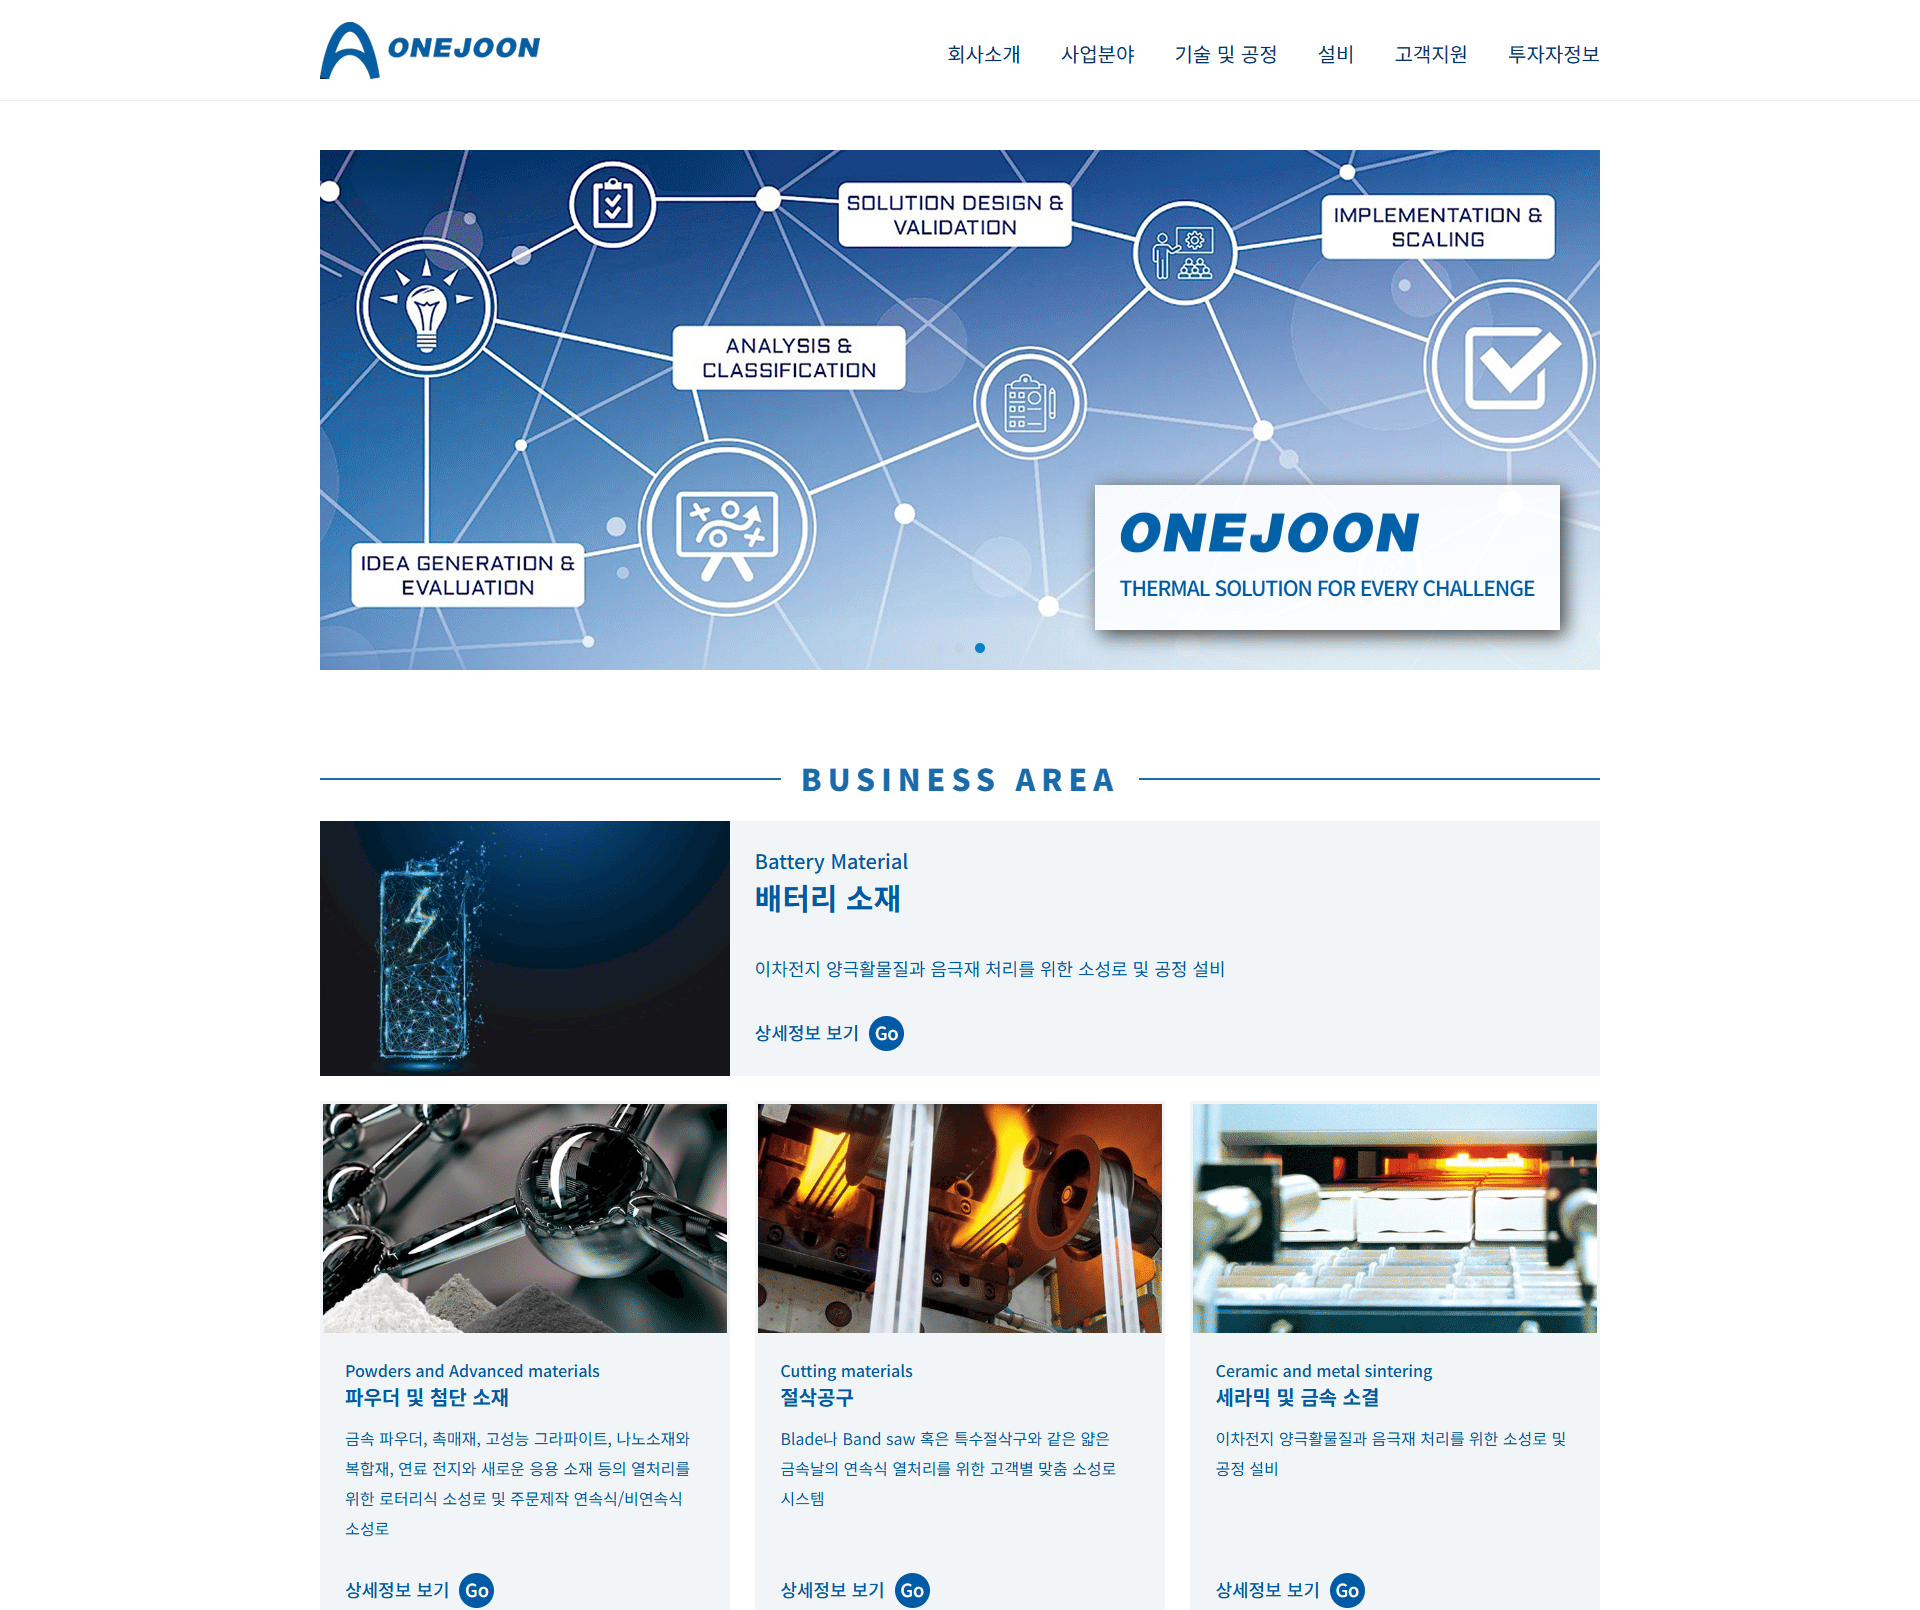 ONEJOON
회사소개 사업분야 기술 및 공정 설비 고객지원 투자자정보
SOLUTION DESIGN &
VALIDATION
IMPLEMENTATION &
SCALING
ANALYSIS &
CLASSIFICATION
IDEA GENERATION &
EVALUATION
ONEJOON
THERMAL SOLUTION FOR EVERY CHALLENGE
BUSINESS AREA
Battery Material
배터리 소재
이차전지 양극활물질과 음극재 처리를 위한 소성로 및 공정 설비
상세정보 보기 Go
Powders and Advanced materials
파우더 및 첨단 소재
금속 파우더, 촉매재, 고성능 그라파이트, 나노소재와
복합재, 연료 전지와 새로운 응용 소재 등의 열처리를
위한 로터리식 소성로 및 주문제작 연속식/비연속식
소성로
상세정보 보기 Go
Cutting materials
절삭공구
Blade나 Band saw 혹은 특수절삭구와 같은 얇은
금속날의 연속식 열처리를 위한 고객별 맞춤 소성로
시스템
상세정보 보기 Go
Ceramic and metal sintering
세라믹 및 금속 소결
이차전지 양극활물질과 음극재 처리를 위한 소성로 및
공정 설비
상세정보 보기 Go